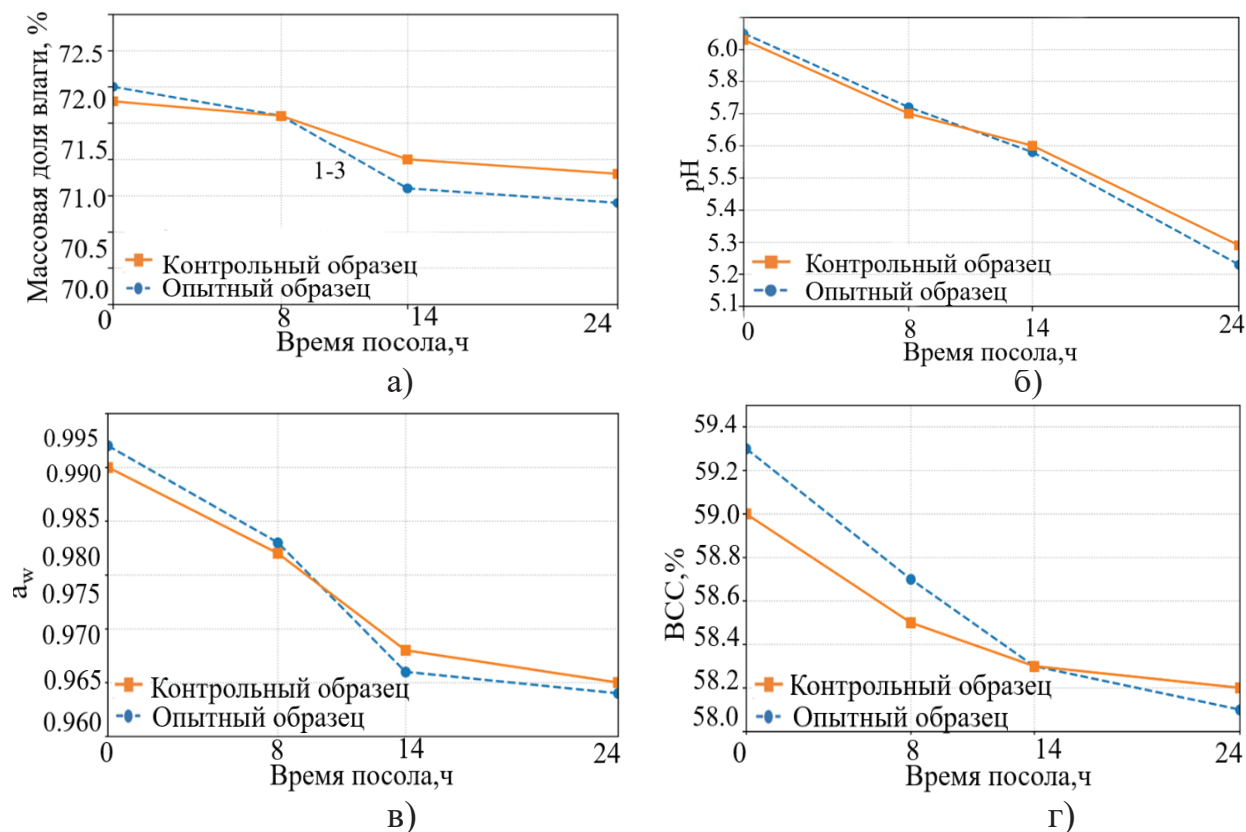 Массовая доля влаги, %
72.5
72.0
71.5
71.0
70.5
70.0
1-3
Контрольный образец
Опытный образец
0 8 14 24
Время посола,ч
а)
pH
6.0
5.8
5.7
5.6
5.5
5.4
5.3
5.2
5.1
Контрольный образец
Опытный образец
0 8 14 24
Время посола,ч
б)
aw
0.995
0.990
0.985
0.980
0.975
0.970
0.965
0.960
Контрольный образец
Опытный образец
0 8 14 24
Время посола,ч
в)
ВСС,%
59.4
59.2
59.0
58.8
58.6
58.4
58.2
58.0
Контрольный образец
Опытный образец
0 8 14 24
Время посола,ч
г)